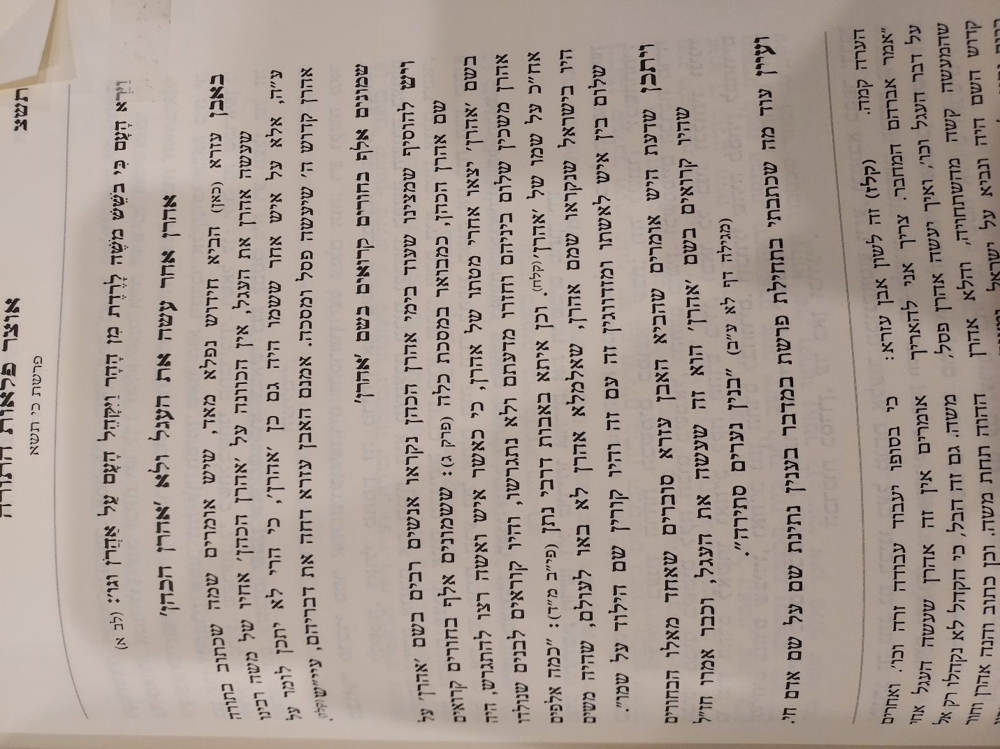 תשצ
אוצר פלאות התורה
פרשת כי תשא
וַיַּרְא הָעָם כִּי בֹשֵׁשׁ מֹשֶׁה לָרֶדֶת מִן הָהָר וַיִּקָּהֵל הָעָם עַל אַהֲרֹן וגו': (לב א)
אהרן אחר עשה את העגל ולא 'אהרן הכהן'
באבן עזרא (כאן) הביא חידוש נפלא מאד, שיש אומרים שמה שכתוב בתורה
שעשה אהרן את העגל, אין הכוונה על 'אהרן הכהן' אחיו של משה רבינו
ע"ה, אלא על איש אחר ששמו היה גם כן 'אהרן', כי הרי לא יתכן לומר על
אהרן קדוש ה' שיעשה פסל ומסכה. אמנם האבן עזרא דחה את דבריהם, עיי"ש(קלז).
שמונים אלף בחורים קרואים בשם 'אהרן'
ויש להוסיף שמצינו שעוד בימי אהרן הכהן נקראו אנשים רבים בשם 'אהרן' על
שם אהרן הכהן, כמבואר במסכת כלה (פרק ג): ששמונים אלף בחורים קרואים
בשם 'אהרן' יצאו אחרי מטתו של אהרן, כי כאשר איש ואשה רצו להתגרש, היה
אהרן משכין שלום ביניהם וחזרו מדעתם ולא נתגרשו, והיו קוראים לבנים שנולדו
אח"כ על שמו של 'אהרן'(קלח). וכן איתא באבות דרבי נתן (פי"ב מ"ד): "כמה אלפים
היו בישראל שנקראו שמם אהרן, שאלמלא אהרן לא באו לעולם, שהיה משים
שלום בין איש לאשתו ומזדווגין זה עם זה והיו קורין שם הילוד על שמו".
ויתכן שדעת היש אומרים שהביא האבן עזרא סוברים שאחד מאלו הבחורים
שהיו קרואים בשם 'אהרן' הוא זה שעשה את העגל, וכבר אמרו חז"ל
(מגילה דף לא ע"ב) "בנין נערים סתירה".
ועיין עוד מה שכתבתי בתחילת פרשת במדבר בענין נתינת שם על שם אדם חי.
הערה קמה.
(קלז) זה לשון אבן עזרא:
"אמר אברהם המחבר. צריך אני להאריך
על דבר העגל וכו', ואיך יעשה אהרן פסל,
שהמעשה קשה מהשתחויה, והלא אהרן
קדוש השם היה ונביא על ישראל
כי בסופו יעבוד עבודה זרה וכו'. ואחרים
אומרים אין זה אהרן שעשה העגל אחי
משה. גם זה הבל, כי הקהל לא נקהלו רק אל
ההוה תחת משה. וכן כתוב והנה אהרן וחור